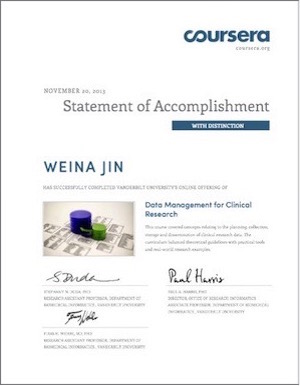 coursera
coursera.org
NOVEMBER 20, 2013
Statement of Accomplishment
WITH DISTINCTION
WEINA JIN
HAS SUCCESSFULLY COMPLETED VANDERBILT UNIVERSITY'S ONLINE OFFERING OF
Data Management for Clinical
Research
This course covered concepts relating to the planning, collection,
storage and dissemination of clinical research data. The
curriculum balanced theoretical guidelines with practical tools
and real-world research examples.
Paul Harris
STEPHANY N. DUDA, PHD
RESEARCH ASSISTANT PROFESSOR, DEPARTMENT OF
BIOMEDICAL INFORMATICS, VANDERBILT UNIVERSITY
PAUL A. HARRIS, PHD
DIRECTOR, OFFICE OF RESEARCH INFORMATICS
ASSOCIATE PROFESSOR, DEPARTMENT OF BIOMEDICAL
INFORMATICS, VANDERBILT UNIVERSITY
RESEARCH ASSISTANT PROFESSOR, DEPARTMENT OF
BIOMEDICAL INFORMATICS, VANDERBILT UNIVERSITY